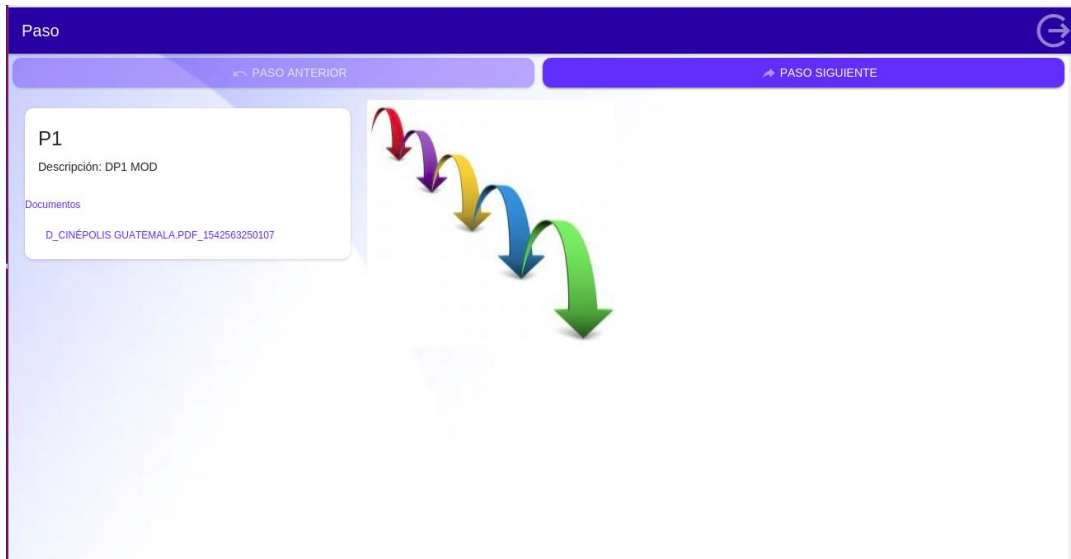 Paso
PASO ANTERIOR
PASO SIGUIENTE
P1
Descripción: DP1 MOD
Documentos
D_CINÉPOLIS GUATEMALA.PDF_1542563250107